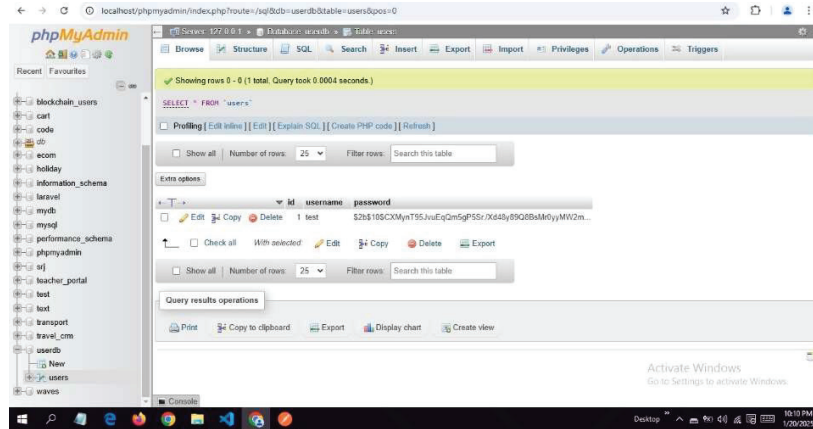 localhost/phpmyadmin/index.php?route=/sql&db=userdb&table=users&pos=0
phpMyAdmin
Server: 127.0.0.1 » Database: userdb » Table: users
Browse Structure SQL Search Insert Export Import Privileges Operations Triggers
Recent Favourites
Showing rows 0 - 0 (1 total, Query took 0.0004 seconds.)
SELECT * FROM `users`
Profiling [ Edit inline ] [ Edit ] [ Explain SQL ] [ Create PHP code ] [ Refresh ]
Show all Number of rows: 25 Filter rows: Search this table
Extra options
id username password
Edit Copy Delete 1 test
Check all With selected: Edit Copy Delete Export
Show all Number of rows: 25 Filter rows: Search this table
Query results operations
Print Copy to clipboard Export Display chart Create view
Console
blockchain_users
cart
code
db
ecom
holiday
information_schema
laravel
mydb
mysql
performance_schema
phpmyadmin
srj
teacher_portal
test
text
transport
travel_crm
userdb
New
users
waves
Activate Windows
Go to Settings to activate Windows.
Desktop
10:10 PM
1/20/2025